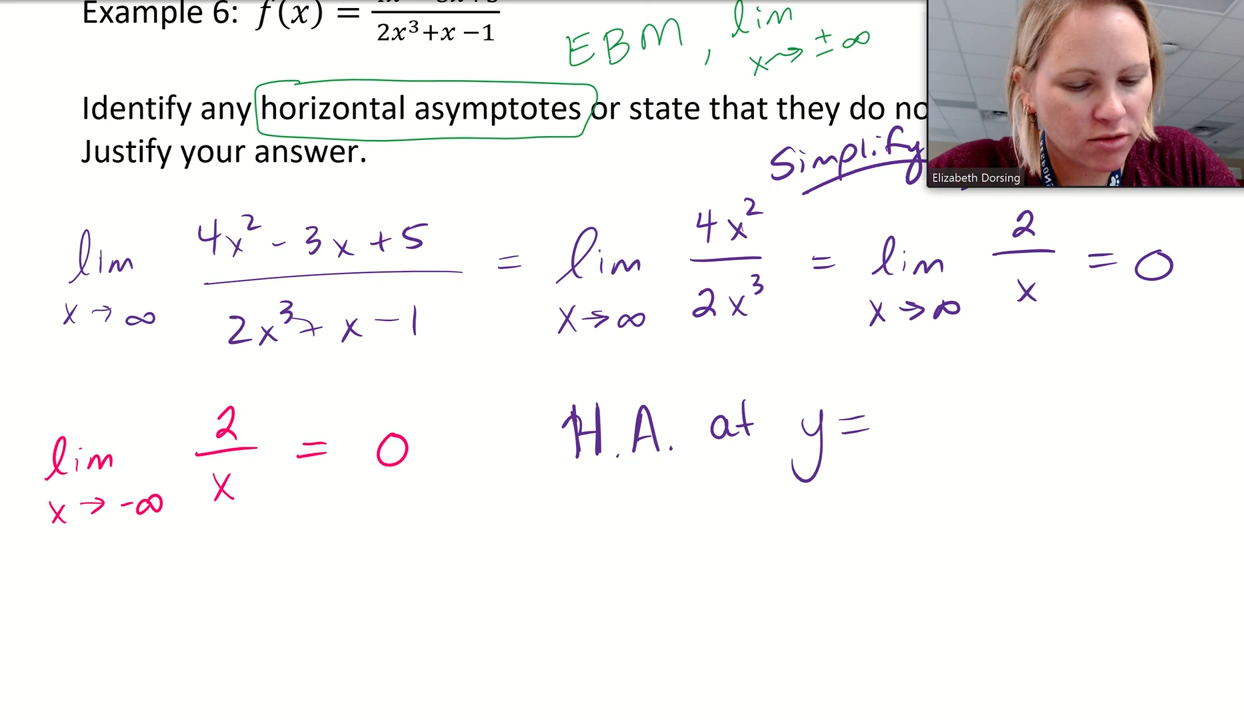 Example 6: f(x) =
2x³+x −1
EBM, lim x→±∞
Identify any horizontal asymptotes or state that they do no
Justify your answer.
Simplify
Elizabeth Dorsing
lim x→∞ (4x² - 3x + 5)/(2x³ + x - 1) = lim x→∞ 4x²/2x³ = lim x→∞ 2/x = 0
lim x→-∞ 2/x = 0
H.A. at y=